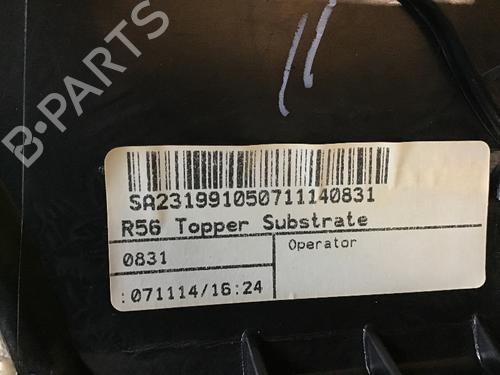 B-PARTS
SA2319910507111140831
R56 Topper Substrate
0831
Operator
:071114/16:24